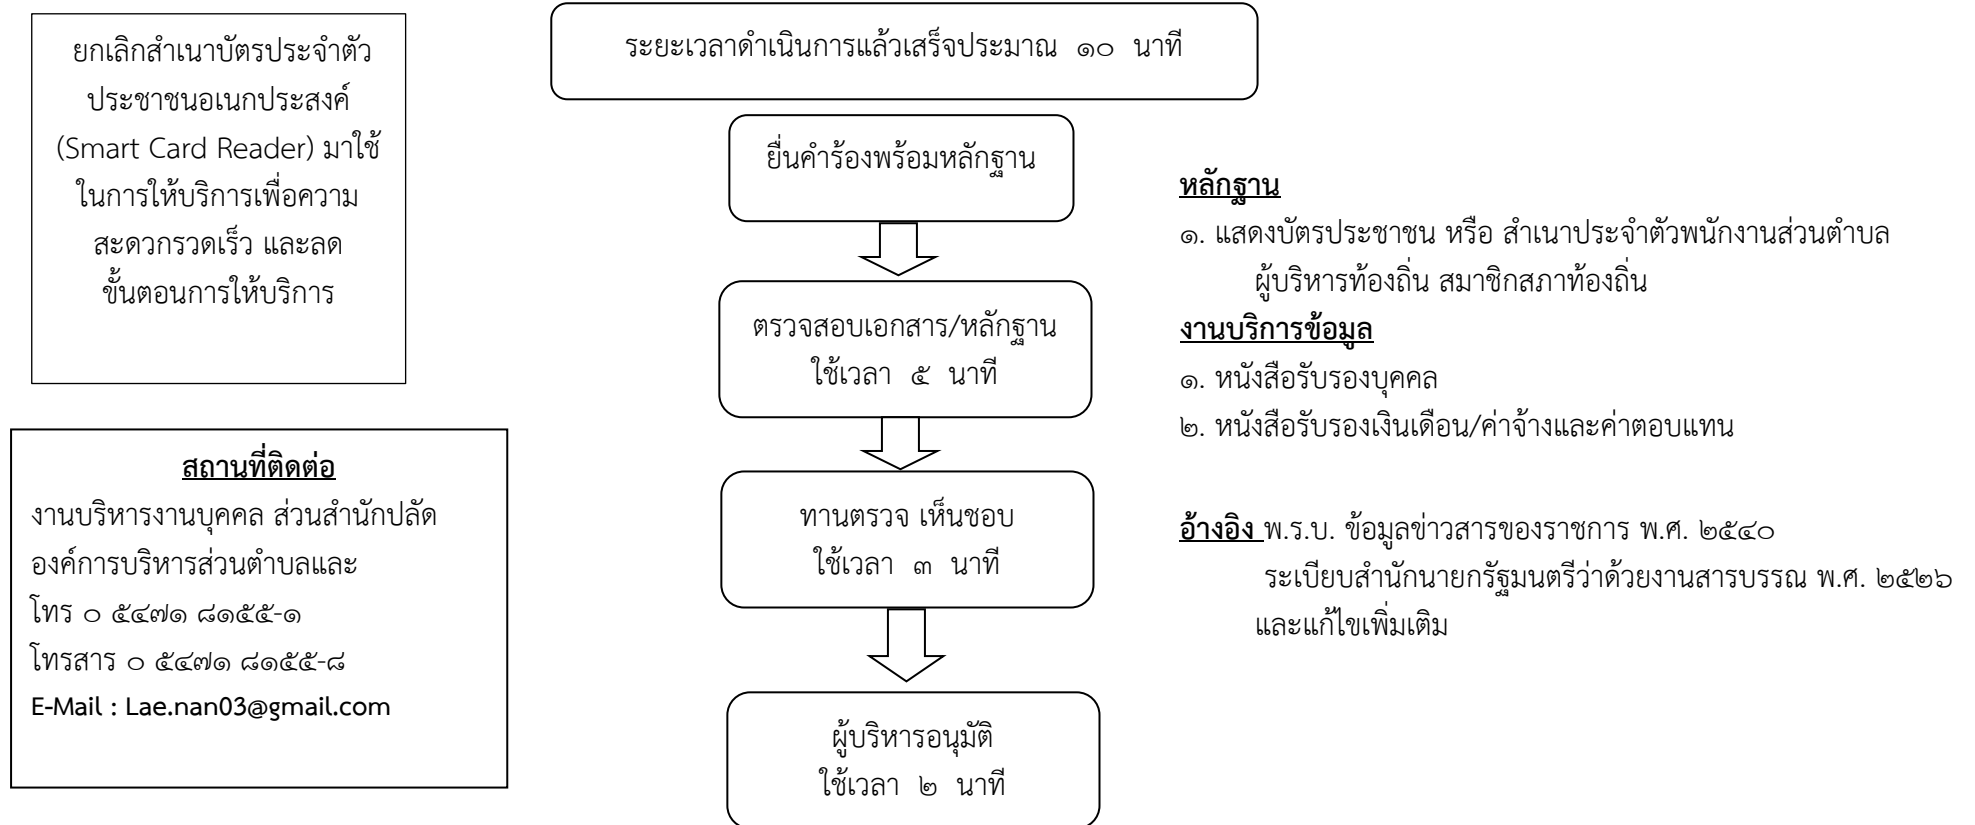 ยกเลิกสำเนาบัตรประจำตัว
ประชาชนอเนกประสงค์
(Smart Card Reader) มาใช้
ในการให้บริการเพื่อความ
สะดวกรวดเร็ว และลด
ขั้นตอนการให้บริการ
สถานที่ติดต่อ
งานบริหารงานบุคคล ส่วนสำนักปลัด
องค์การบริหารส่วนตำบลและ
โทร ๐ ๕๔๗๑ ๘๑๕๕-๑
โทรสาร ๐ ๕๔๗๑ ๘๑๕๕-๘
E-Mail : Lae.nan03@gmail.com
ระยะเวลาดำเนินการแล้วเสร็จประมาณ ๑๐ นาที
ยื่นคำร้องพร้อมหลักฐาน
ตรวจสอบเอกสาร/หลักฐาน
ใช้เวลา ๕ นาที
ทานตรวจ เห็นชอบ
ใช้เวลา ๓ นาที
ผู้บริหารอนุมัติ
ใช้เวลา ๒ นาที
หลักฐาน
๑. แสดงบัตรประชาชน หรือ สำเนาประจำตัวพนักงานส่วนตำบล
ผู้บริหารท้องถิ่น สมาชิกสภาท้องถิ่น
งานบริการข้อมูล
๑. หนังสือรับรองบุคคล
๒. หนังสือรับรองเงินเดือน/ค่าจ้างและค่าตอบแทน
อ้างอิง พ.ร.บ. ข้อมูลข่าวสารของราชการ พ.ศ. ๒๕๔๐
ระเบียบสำนักนายกรัฐมนตรีว่าด้วยงานสารบรรณ พ.ศ. ๒๕๒๖
และแก้ไขเพิ่มเติม